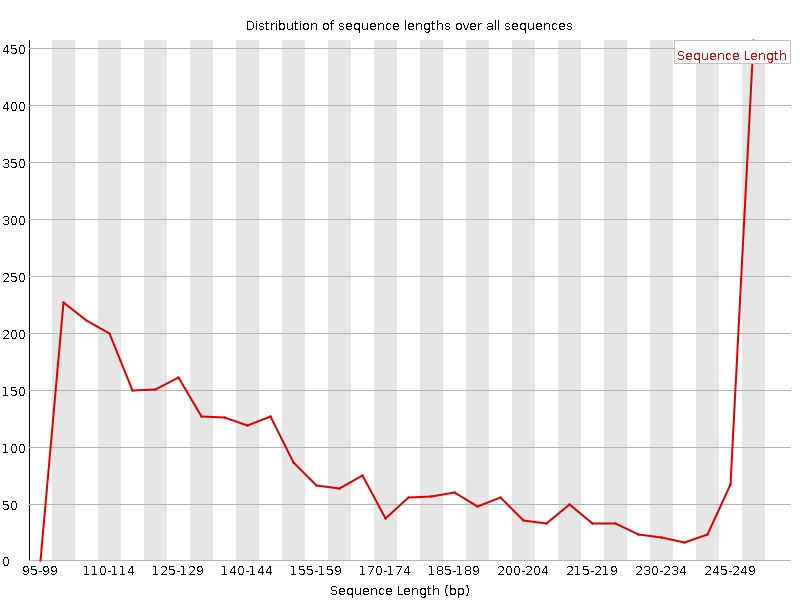 Distribution of sequence lengths over all sequences
Sequence Length
450
400
350
300
250
200
150
100
50
0
95-99 110-114 125-129 140-144 155-159 170-174 185-189 200-204 215-219 230-234 245-249
Sequence Length (bp)